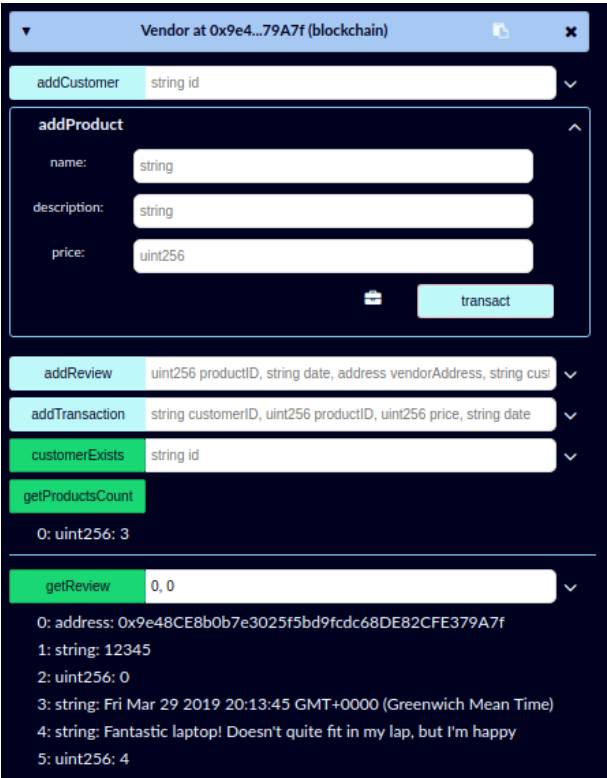 Vendor at 0x9e4...79A7f (blockchain)
addCustomer string id
addProduct
name: string
description: string
price: uint256
transact
addReview uint256 productID, string date, address vendorAddress, string cust
addTransaction string customerID, uint256 productID, uint256 price, string date
customerExists string id
getProductsCount
0: uint256: 3
getReview 0, 0
0: address: 0x9e48CE8b0b7e3025f5bd9fcdc68DE82CFE379A7f
1: string: 12345
2: uint256: 0
3: string: Fri Mar 29 2019 20:13:45 GMT+0000 (Greenwich Mean Time)
4: string: Fantastic laptop! Doesn't quite fit in my lap, but I'm happy
5: uint256: 4